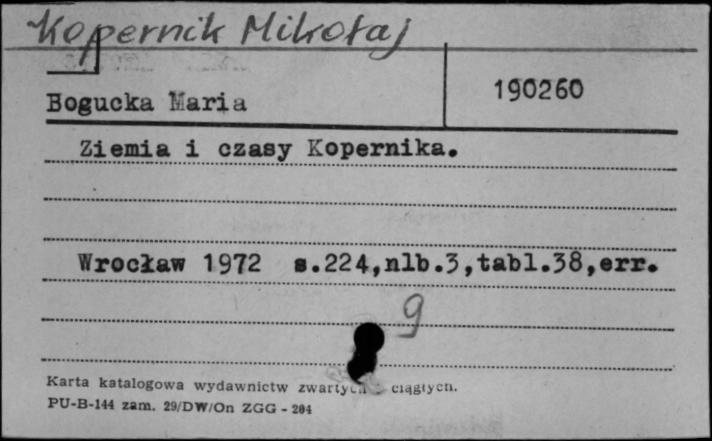 Kopernik Mikołaj
Bogucka Maria
190260
Ziemia i czasy Kopernika.
Wrocław 1972 s.224,nlb.3,tabl.38,err.
9
Karta katalogowa wydawnictw zwartych ciągłych.
PU-B-144 zam. 29/DW/On ZGG - 204